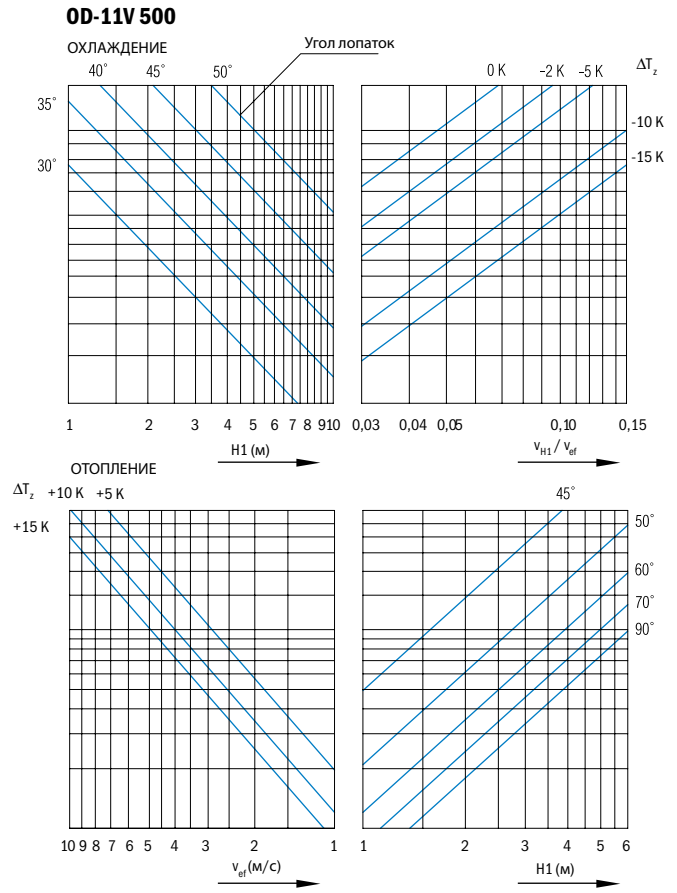 OD-11V 500
ОХЛАЖДЕНИЕ
Угол лопаток
40° 45° 50°
0 K -2 K -5 K ΔTz
35°
-10 K
30°
-15 K
1 2 3 4 5 6 7 8 910
0,03 0,04 0,05 0,10 0,15
H1 (м)
vH1 / vef
ОТОПЛЕНИЕ
ΔTz +10 K +5 K
45°
+15 K
50°
60°
70°
90°
10 9 8 7 6 5 4 3 2 1
1 2 3 4 5 6
vef (м/с)
H1 (м)